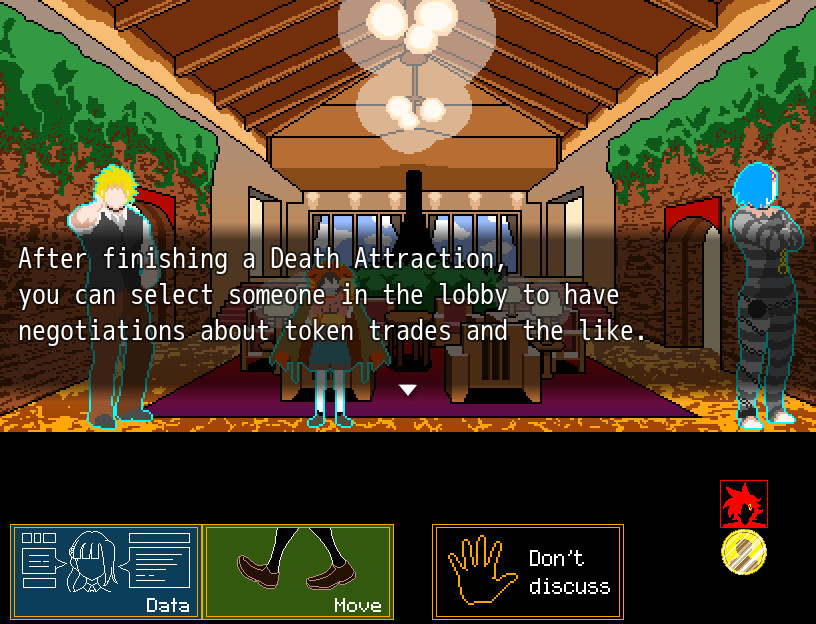 After finishing a Death Attraction,
you can select someone in the lobby to have
negotiations about token trades and the like.
Data
Move
Don't
discuss